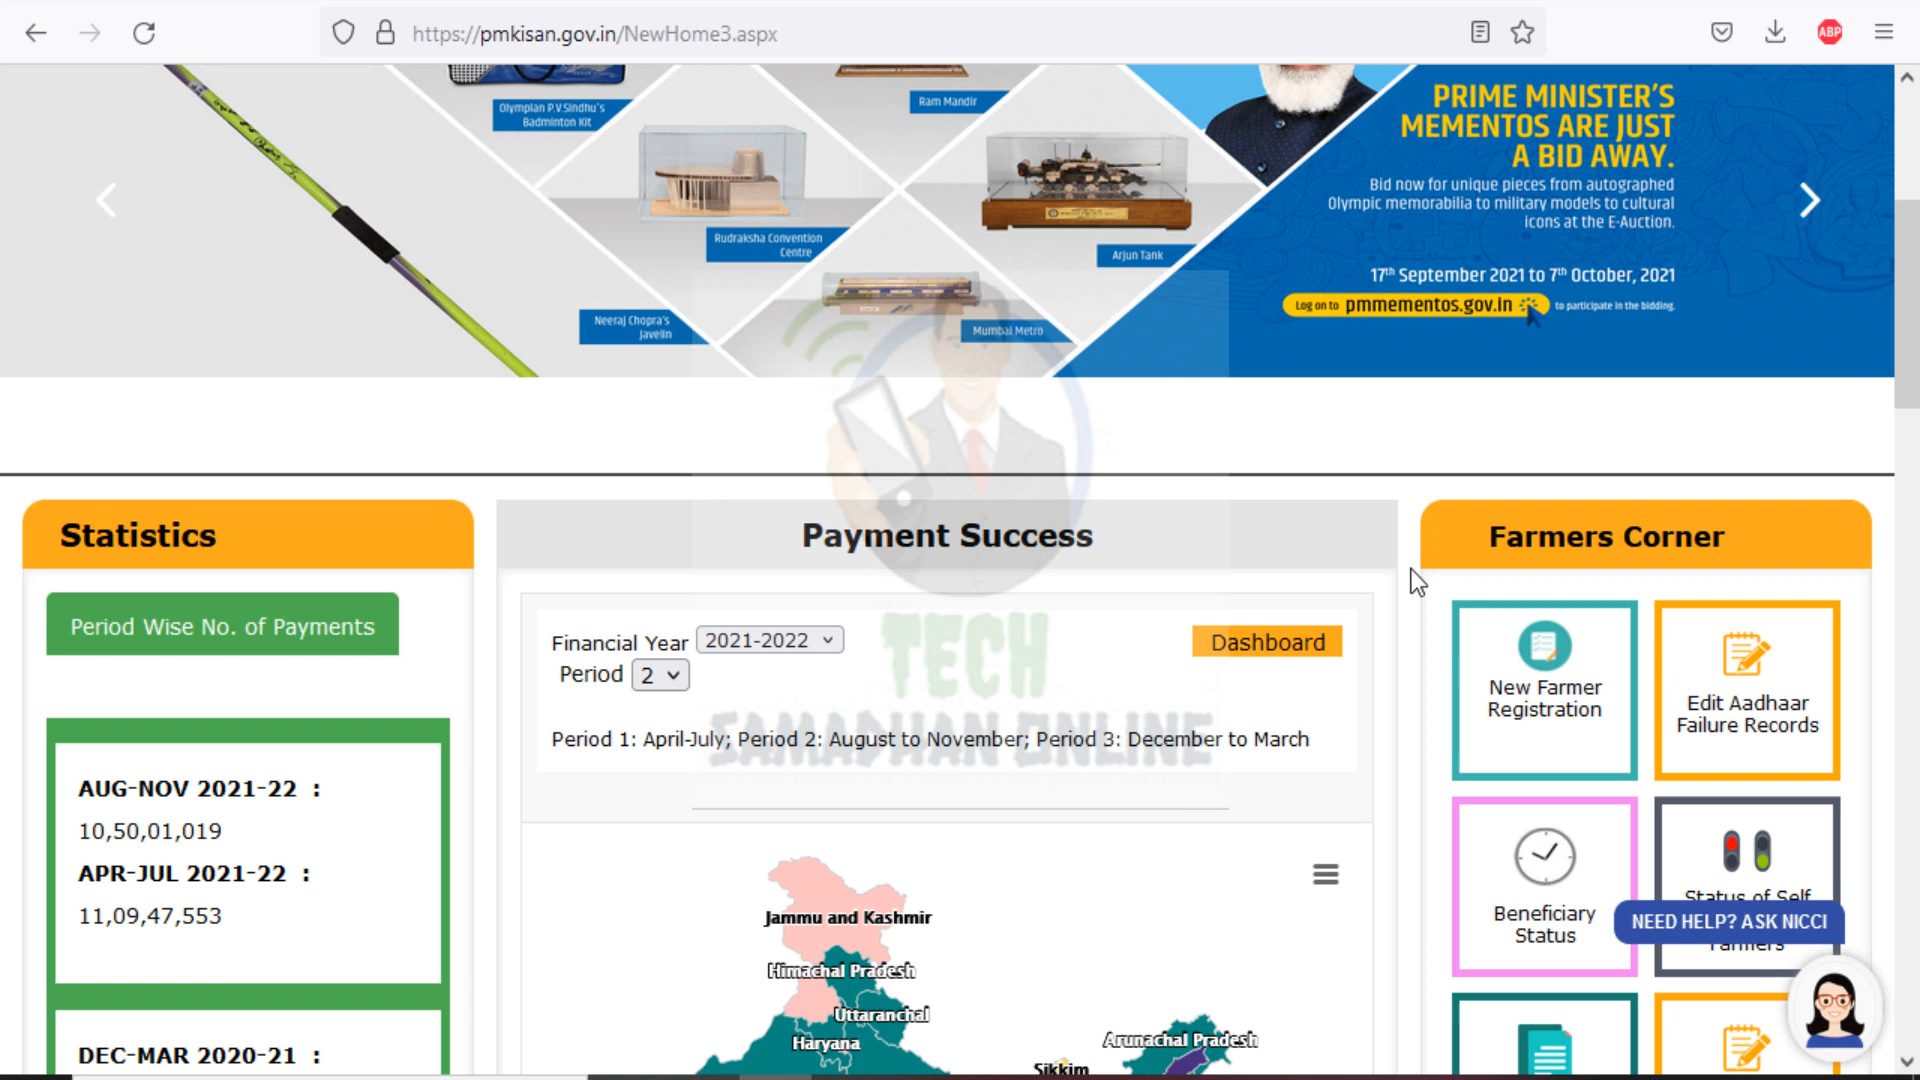 https://pmkisan.gov.in/NewHome3.aspx
ABP
Olympian P.V.Sindhu's
Badminton Kit
Ram Mandir
Rudraksha Convention
Centre
Arjun Tank
Neeraj Chopra's
Javelin
Mumbai Metro
PRIME MINISTER'S
MEMENTOS ARE JUST
A BID AWAY.
Bid now for unique pieces from autographed
Olympic memorabilia to military models to cultural
icons at the E-Auction.
17th September 2021 to 7th October, 2021
Log on to pmmementos.gov.in to participate in the bidding.
Statistics
Period Wise No. of Payments
AUG-NOV 2021-22 :
10,50,01,019
APR-JUL 2021-22 :
11,09,47,553
DEC-MAR 2020-21 :
Payment Success
Financial Year 2021-2022
Dashboard
Period 2
Period 1: April-July; Period 2: August to November; Period 3: December to March
TECH
SAMADHAN ONLINE
Jammu and Kashmir
Himachal Pradesh
Uttaranchal
Haryana
Arunachal Pradesh
Sikkim
Farmers Corner
New Farmer
Registration
Edit Aadhaar
Failure Records
Beneficiary
Status
Status of Self
Farmers
NEED HELP? ASK NICCI